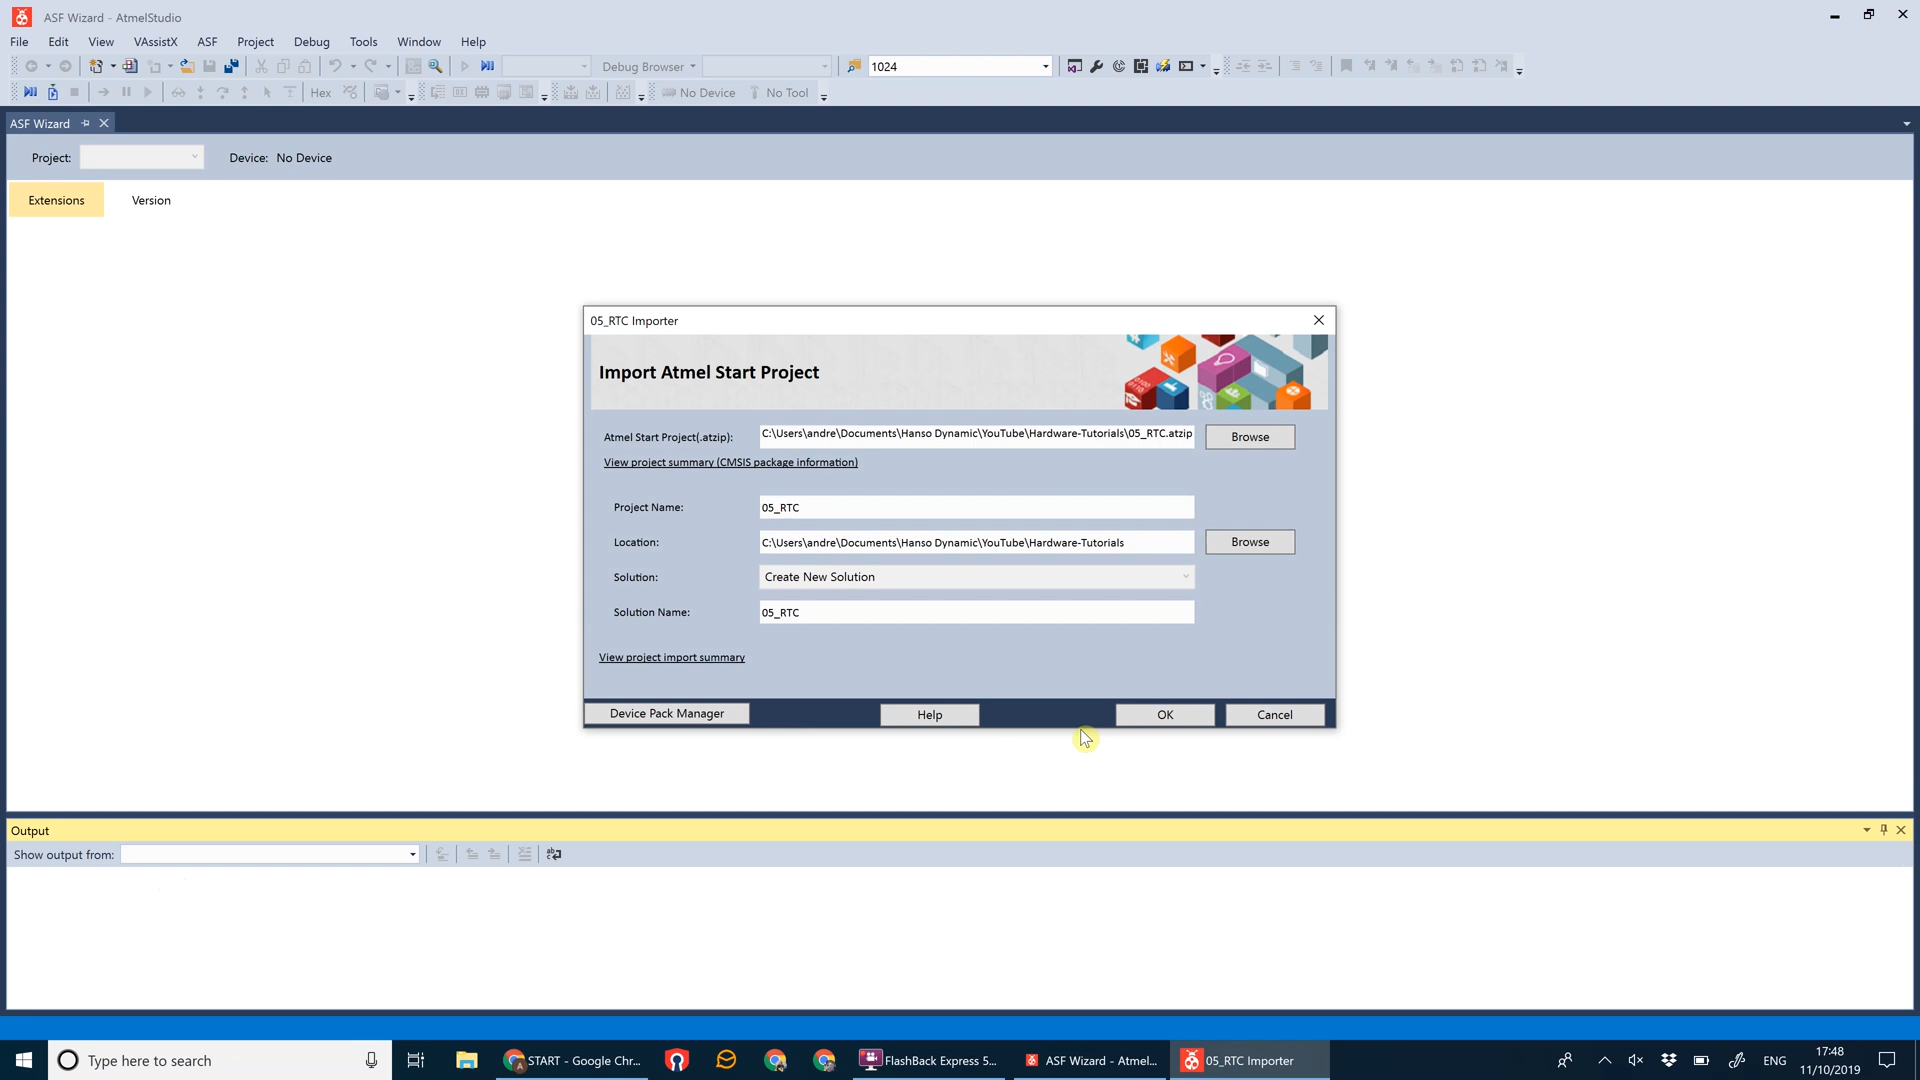 ASF Wizard - AtmelStudio
File Edit View VAssistX ASF Project Debug Tools Window Help
Debug Browser 1024
Hex No Device No Tool
ASF Wizard
Project: Device: No Device
Extensions Version
05_RTC Importer
Import Atmel Start Project
Atmel Start Project(.atzip): C:\Users\andre\Documents\Hanso Dynamic\YouTube\Hardware-Tutorials\05_RTC.atzip Browse
View project summary (CMSIS package information)
Project Name: 05_RTC
Location: C:\Users\andre\Documents\Hanso Dynamic\YouTube\Hardware-Tutorials Browse
Solution: Create New Solution
Solution Name: 05_RTC
View project import summary
Device Pack Manager Help OK Cancel
Output
Show output from:
Type here to search START - Google Chr... FlashBack Express 5... ASF Wizard - Atmel... 05_RTC Importer ENG 17:48
11/10/2019